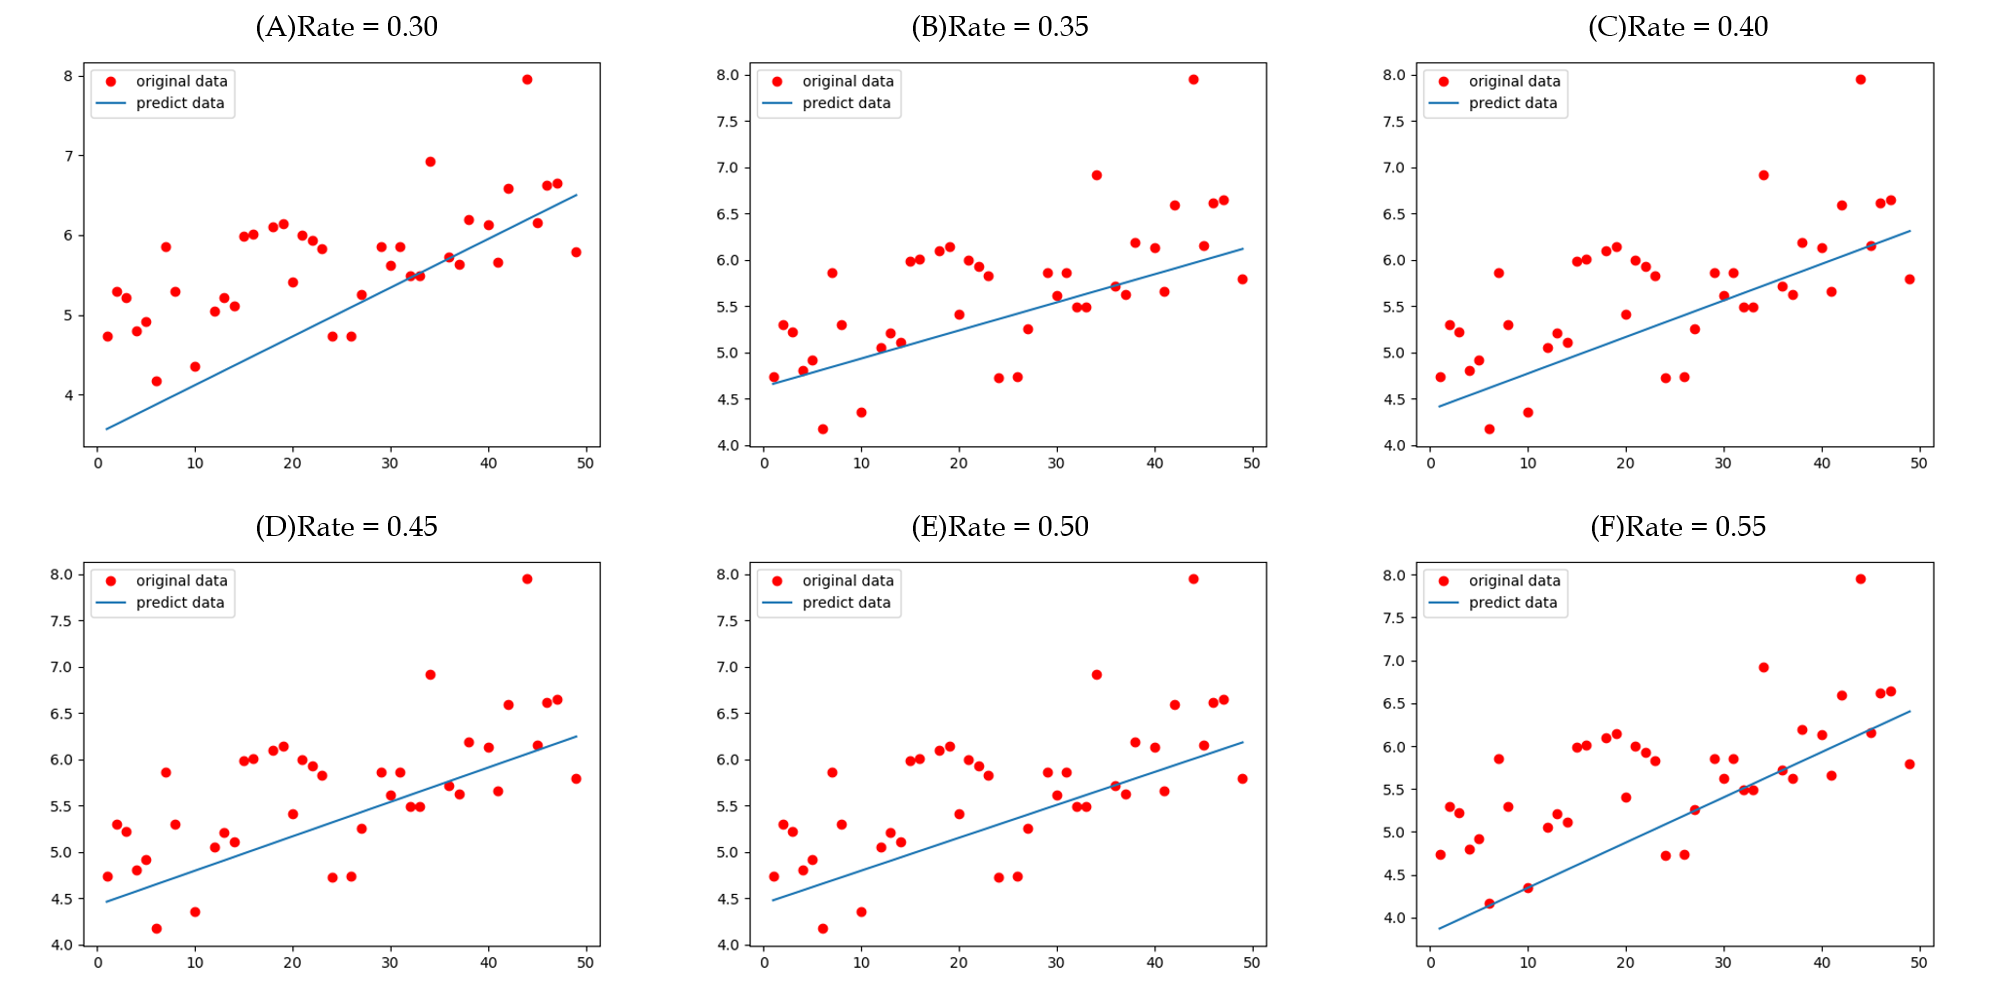 (A)Rate = 0.30
original data
predict data
8
7
6
5
4
0 10 20 30 40 50
(B)Rate = 0.35
original data
predict data
8.0
7.5
7.0
6.5
6.0
5.5
5.0
4.5
4.0
0 10 20 30 40 50
(C)Rate = 0.40
original data
predict data
8.0
7.5
7.0
6.5
6.0
5.5
5.0
4.5
4.0
0 10 20 30 40 50
(D)Rate = 0.45
original data
predict data
8.0
7.5
7.0
6.5
6.0
5.5
5.0
4.5
4.0
0 10 20 30 40 50
(E)Rate = 0.50
original data
predict data
8.0
7.5
7.0
6.5
6.0
5.5
5.0
4.5
4.0
0 10 20 30 40 50
(F)Rate = 0.55
original data
predict data
8.0
7.5
7.0
6.5
6.0
5.5
5.0
4.5
4.0
0 10 20 30 40 50